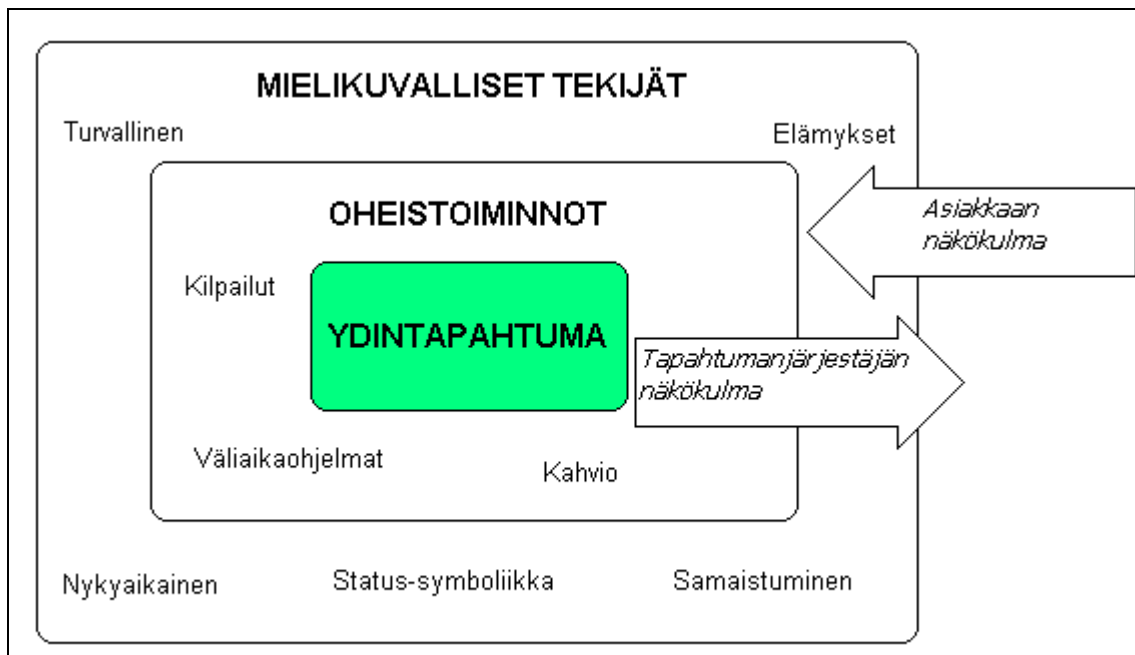 MIELIKUVALLISET TEKIJÄT
Turvallinen
Elämykset
OHEISTOIMINNOT
Asiakkaan
näkökulma
Kilpailut
YDINTAPAHTUMA
Tapahtumanjärjestäjän
näkökulma
Väliaikaohjelmat
Kahvio
Nykyaikainen
Status-symboliikka
Samaistuminen